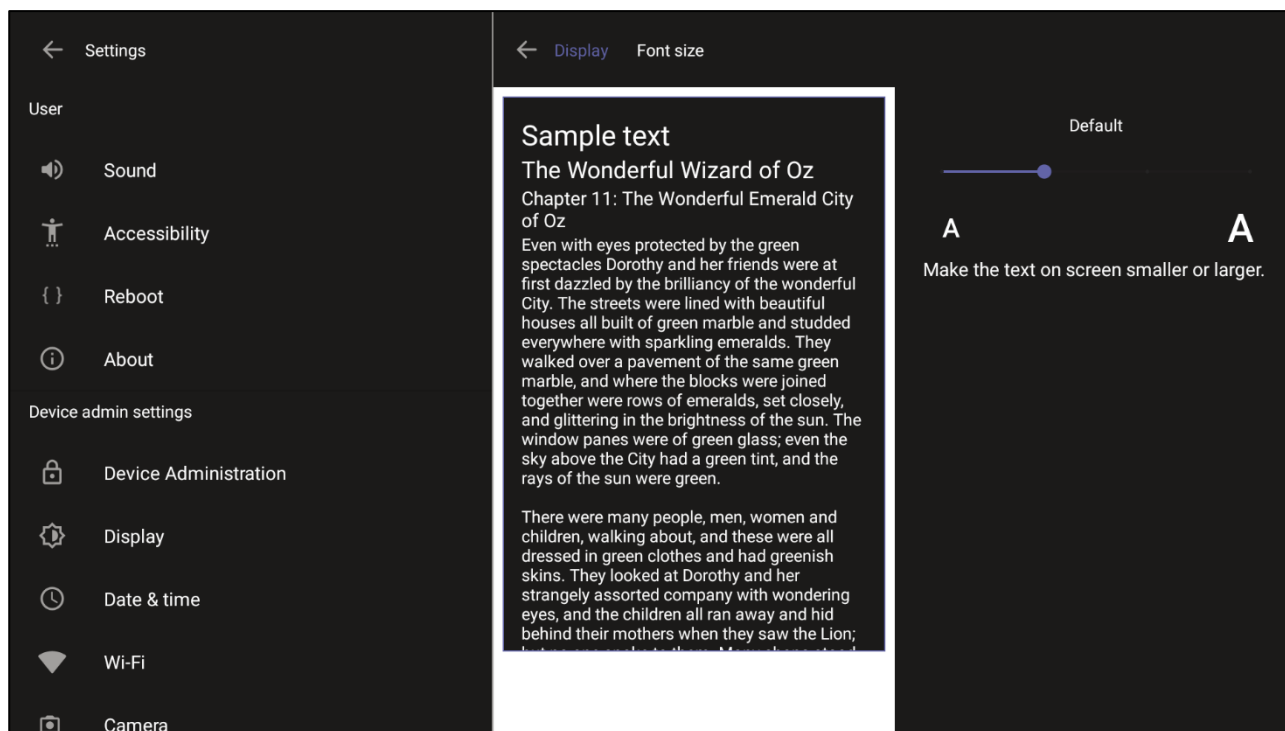 Settings
User
Sound
Accessibility
Reboot
About
Device admin settings
Device Administration
Display
Date & time
Wi-Fi
Camera
Display Font size
Sample text
The Wonderful Wizard of Oz
Chapter 11: The Wonderful Emerald City
of Oz
Even with eyes protected by the green
spectacles Dorothy and her friends were at
first dazzled by the brilliancy of the wonderful
City. The streets were lined with beautiful
houses all built of green marble and studded
everywhere with sparkling emeralds. They
walked over a pavement of the same green
marble, and where the blocks were joined
together were rows of emeralds, set closely,
and glittering in the brightness of the sun. The
window panes were of green glass; even the
sky above the City had a green tint, and the
rays of the sun were green.
There were many people, men, women and
children, walking about, and these were all
dressed in green clothes and had greenish
skins. They looked at Dorothy and her
strangely assorted company with wondering
eyes, and the children all ran away and hid
behind their mothers when they saw the Lion;
Default
A A
Make the text on screen smaller or larger.